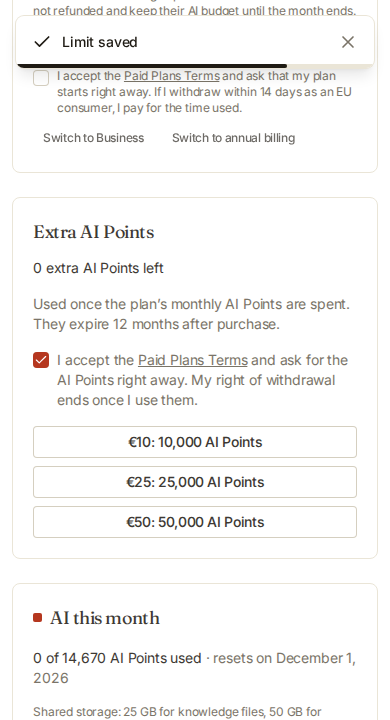 not refunded and keep their AI budget until the month ends.
Limit saved
I accept the Paid Plans Terms and ask that my plan
starts right away. If I withdraw within 14 days as an EU
consumer, I pay for the time used.
Switch to Business Switch to annual billing
Extra AI Points
0 extra AI Points left
Used once the plan’s monthly AI Points are spent.
They expire 12 months after purchase.
I accept the Paid Plans Terms and ask for the
AI Points right away. My right of withdrawal
ends once I use them.
€10: 10,000 AI Points
€25: 25,000 AI Points
€50: 50,000 AI Points
AI this month
0 of 14,670 AI Points used · resets on December 1,
2026
Shared storage: 25 GB for knowledge files, 50 GB for